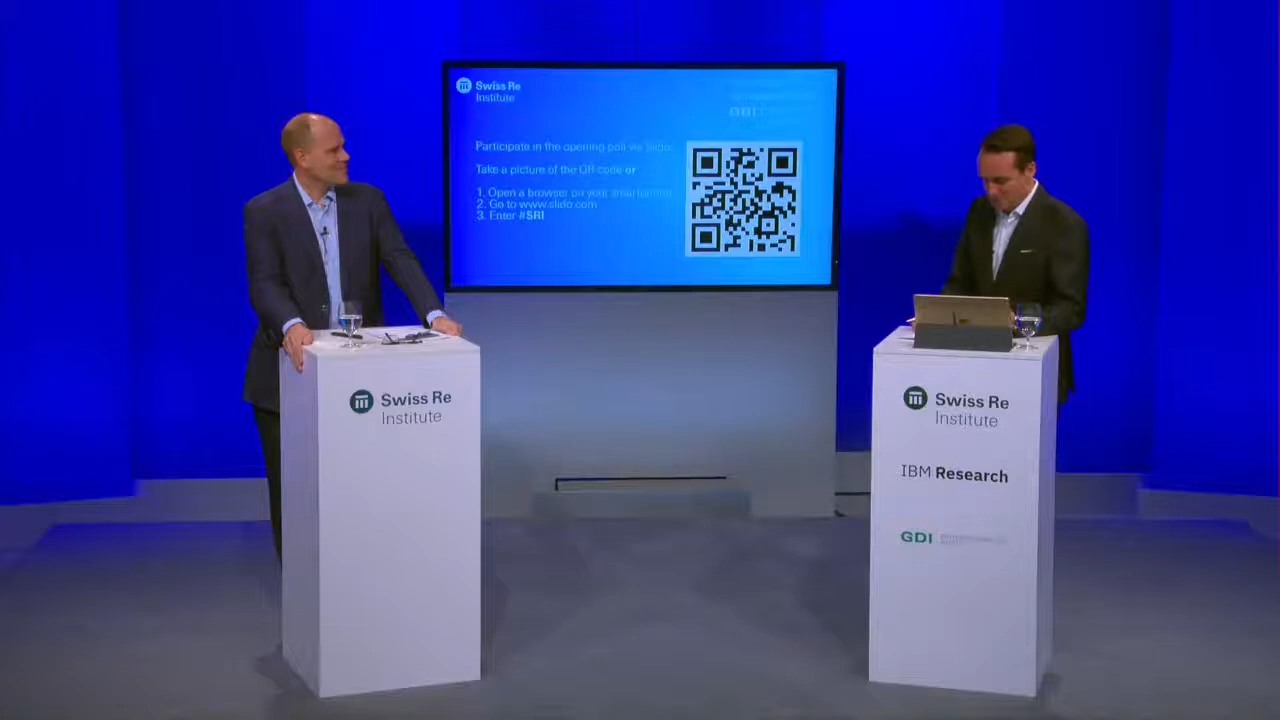 Swiss Re
Institute
GDI
Participate in the opening poll via Slido:
Take a picture of the QR code or
1. Open a browser on your
2. Go to www.slido.com
3. Enter #SRI
Swiss Re
Institute
Swiss Re
Institute
IBM Research
GDI